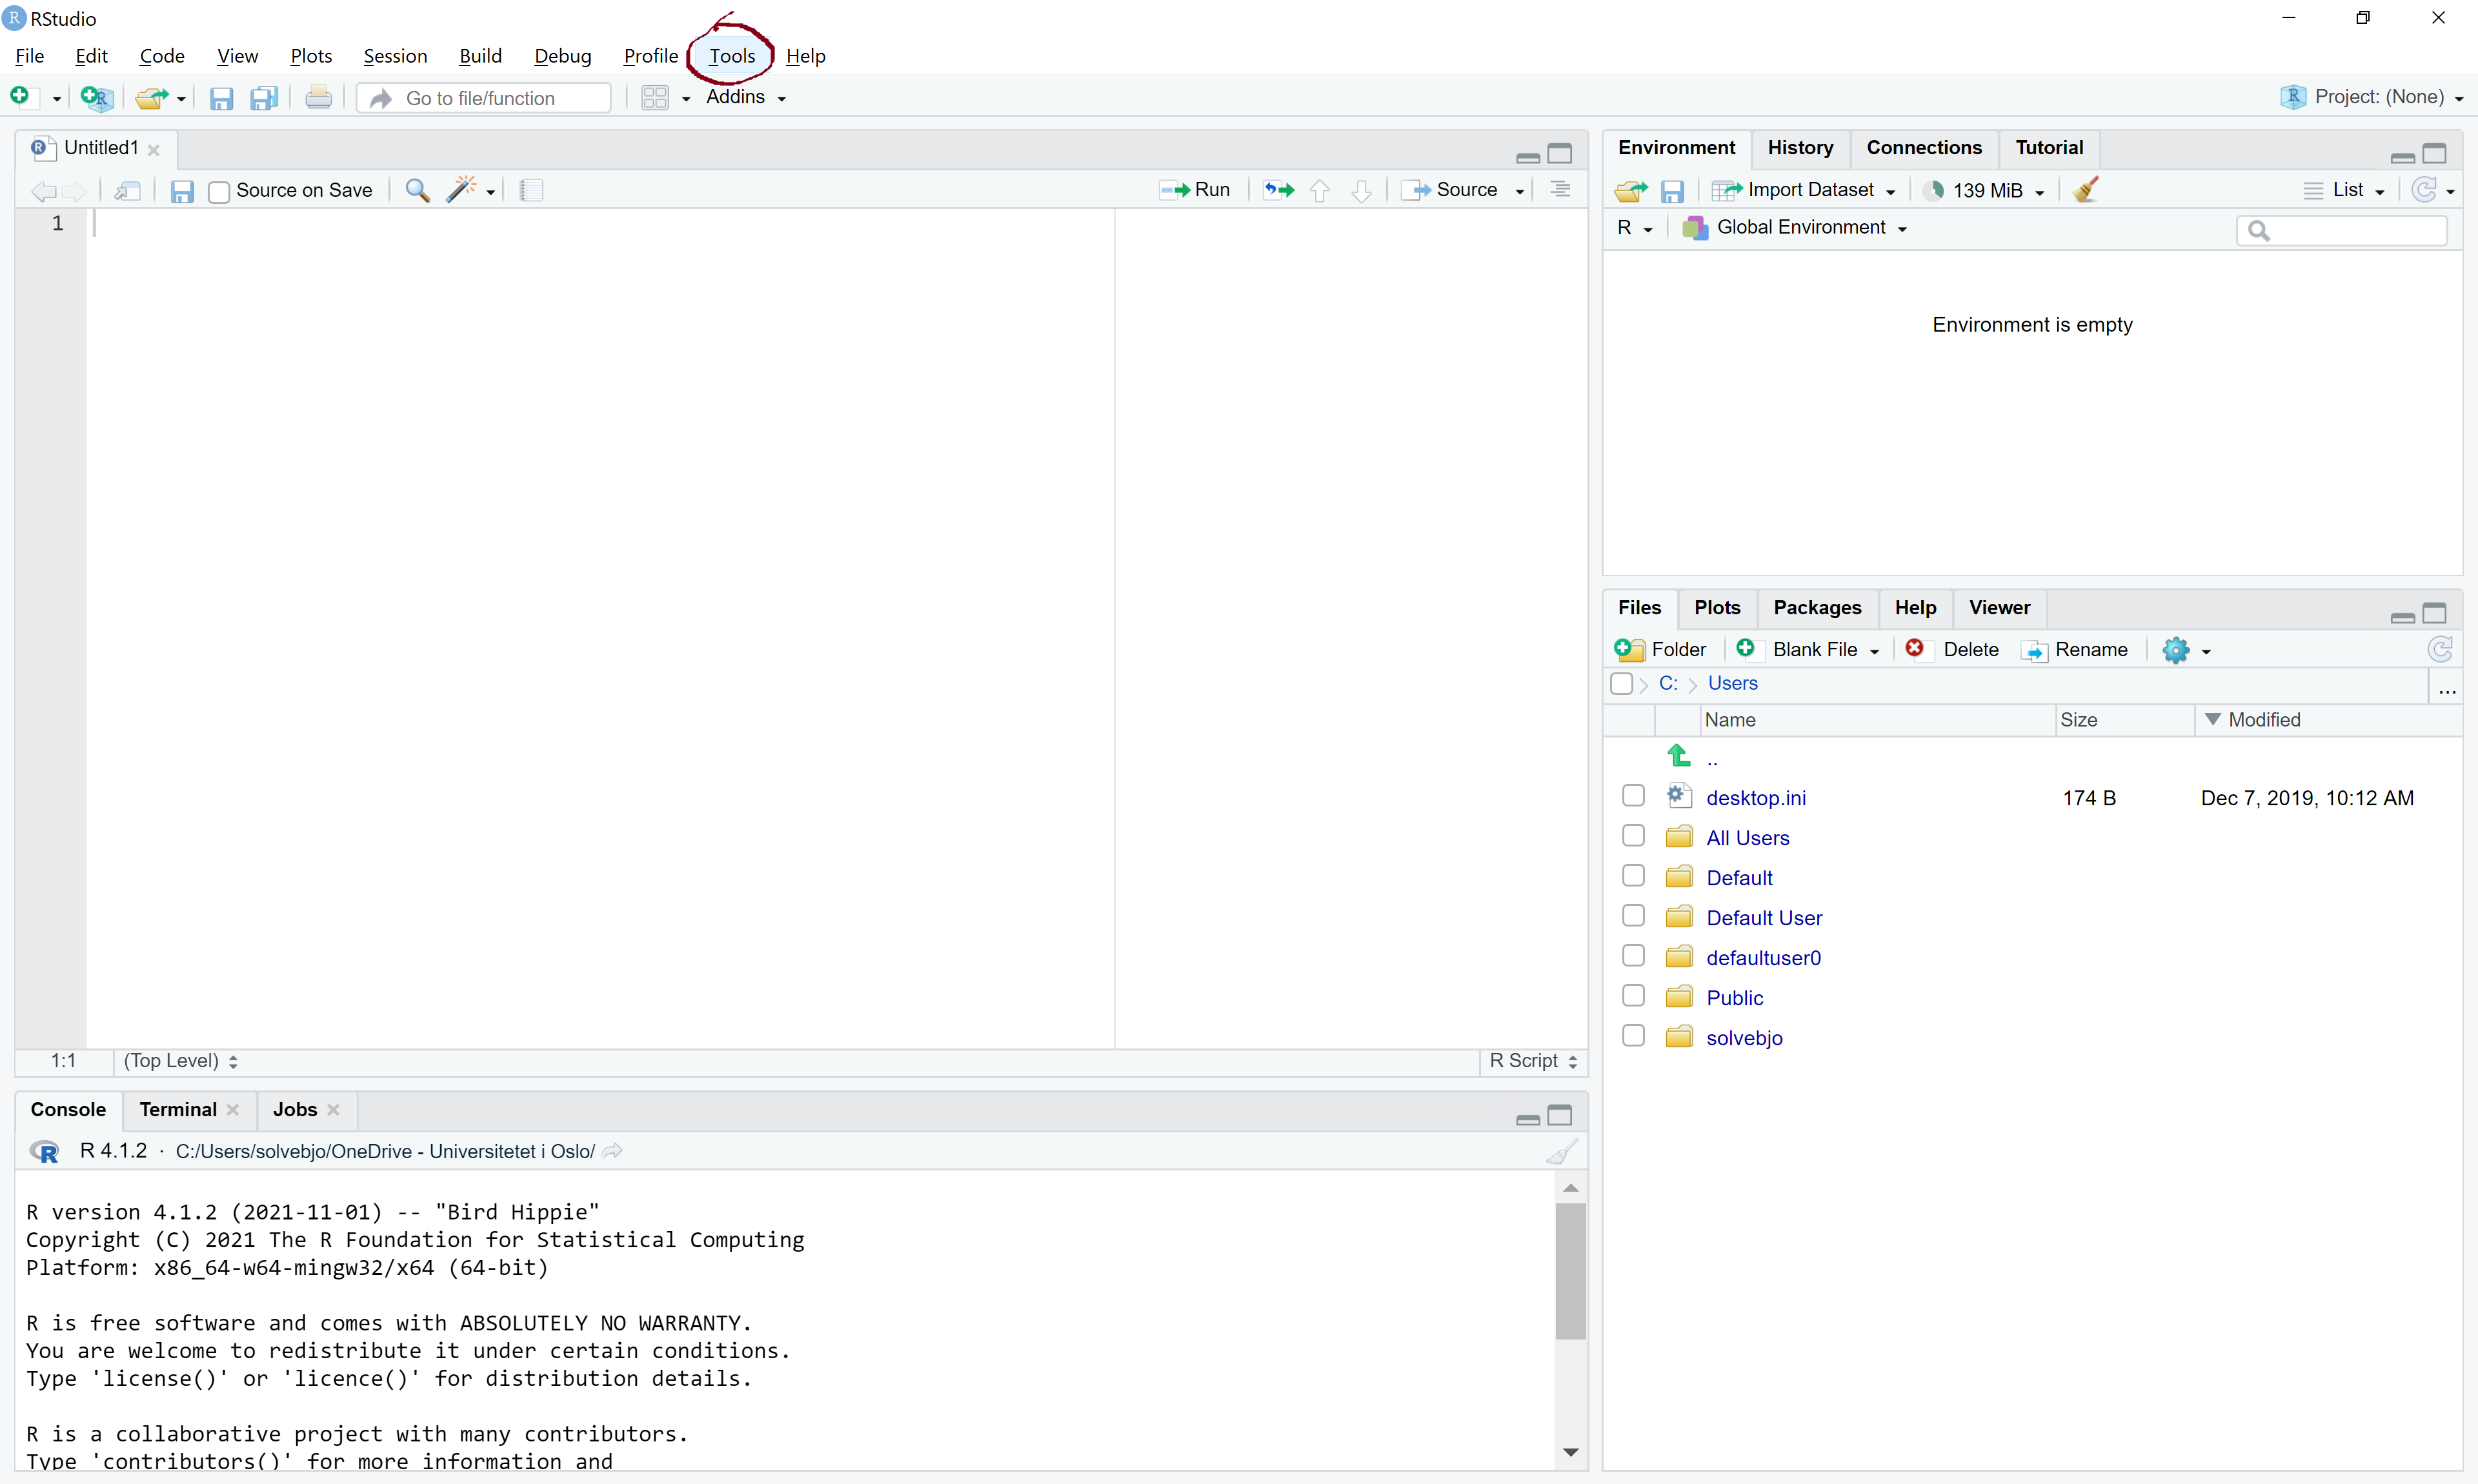 RStudio
File Edit Code View Plots Session Build Debug Profile Tools Help
Go to file/function Addins Project: (None)
Untitled1
Source on Save Run Source
1
1:1 (Top Level) R Script
Console Terminal Jobs
R 4.1.2 · C:/Users/solvebjo/OneDrive - Universitetet i Oslo/
R version 4.1.2 (2021-11-01) -- "Bird Hippie"
Copyright (C) 2021 The R Foundation for Statistical Computing
Platform: x86_64-w64-mingw32/x64 (64-bit)
R is free software and comes with ABSOLUTELY NO WARRANTY.
You are welcome to redistribute it under certain conditions.
Type 'license()' or 'licence()' for distribution details.
R is a collaborative project with many contributors.
Type 'contributors()' for more information and
Environment History Connections Tutorial
Import Dataset 139 MiB List
R Global Environment
Environment is empty
Files Plots Packages Help Viewer
Folder Blank File Delete Rename
C: Users ...
Name Size Modified
..
desktop.ini 174 B Dec 7, 2019, 10:12 AM
All Users
Default
Default User
defaultuser0
Public
solvebjo